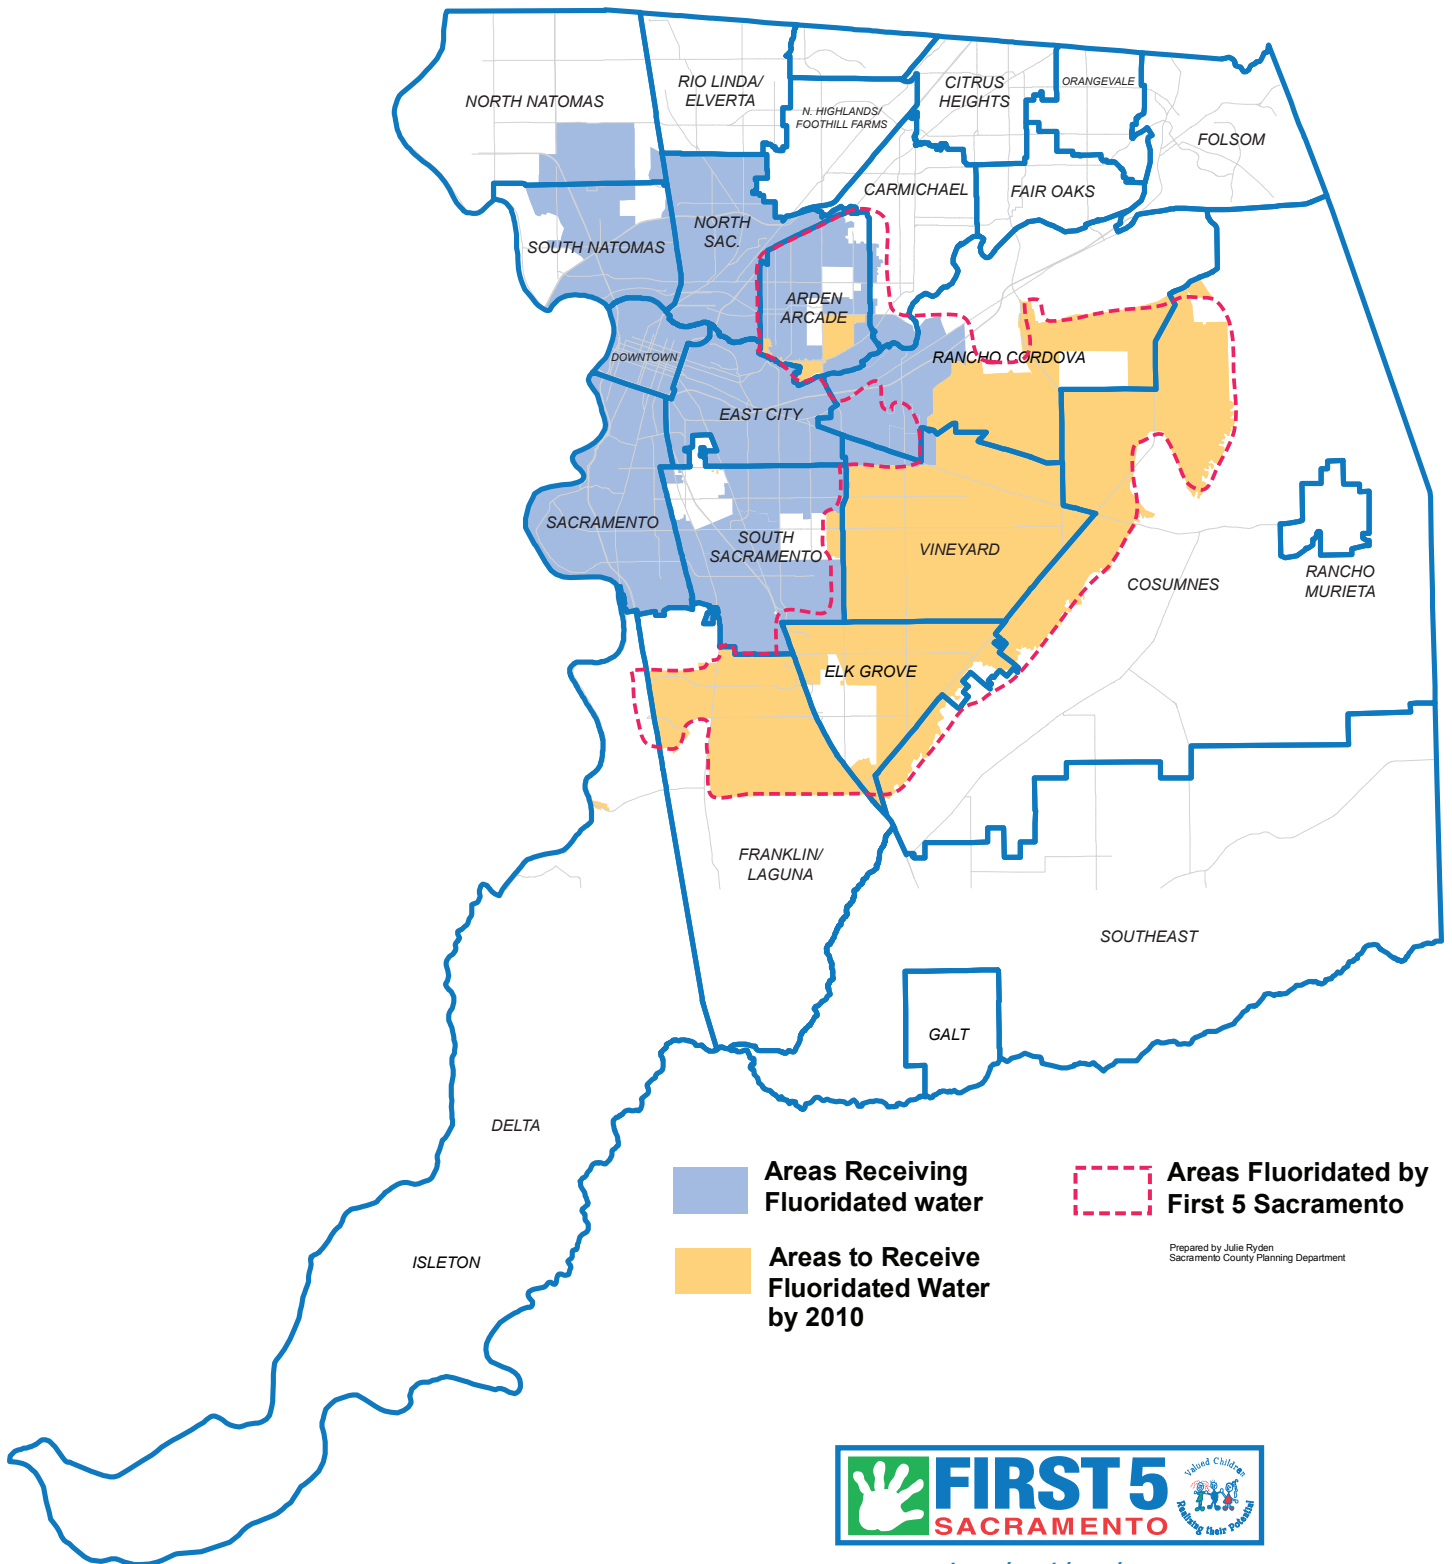 NORTH NATOMAS
RIO LINDA/
ELVERTA
N. HIGHLANDS/
FOOTHILL FARMS
CITRUS
HEIGHTS
ORANGEVALE
FOLSOM
CARMICHAEL
FAIR OAKS
SOUTH NATOMAS
NORTH
SAC.
ARDEN
ARCADE
DOWNTOWN
RANCHO CORDOVA
EAST CITY
SACRAMENTO
SOUTH
SACRAMENTO
VINEYARD
COSUMNES
RANCHO
MURIETA
ELK GROVE
FRANKLIN/
LAGUNA
SOUTHEAST
GALT
DELTA
ISLETON
Areas Receiving
Fluoridated water
Areas to Receive
Fluoridated Water
by 2010
Areas Fluoridated by
First 5 Sacramento
Prepared by Julie Ryden
Sacramento County Planning Department
FIRST 5
SACRAMENTO
Valued Children
Realizing their Potential